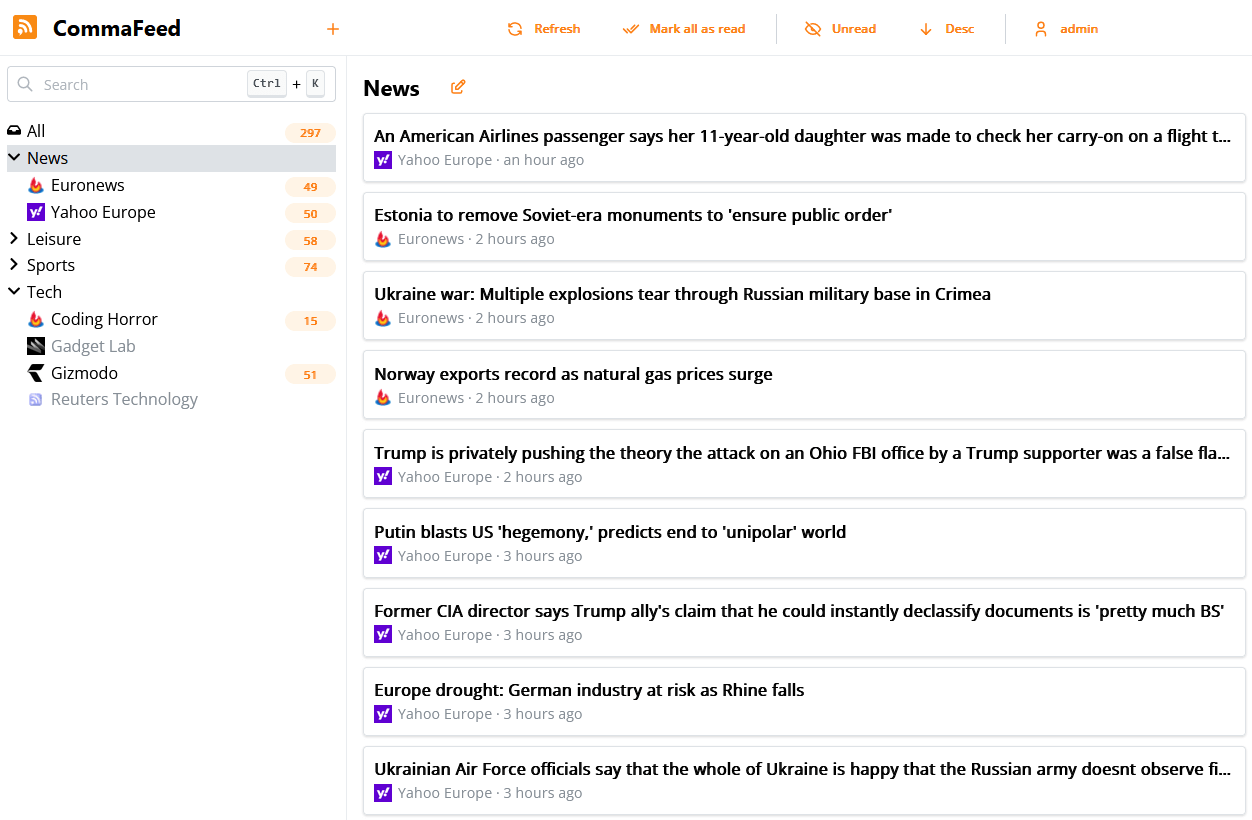 CommaFeed
Refresh
Mark all as read
Unread
Desc
admin
Search
Ctrl + K
All 297
News
Euronews 49
Yahoo Europe 50
Leisure 58
Sports 74
Tech
Coding Horror 15
Gadget Lab
Gizmodo 51
Reuters Technology
News
An American Airlines passenger says her 11-year-old daughter was made to check her carry-on on a flight t...
y! Yahoo Europe · an hour ago
Estonia to remove Soviet-era monuments to 'ensure public order'
Euronews · 2 hours ago
Ukraine war: Multiple explosions tear through Russian military base in Crimea
Euronews · 2 hours ago
Norway exports record as natural gas prices surge
Euronews · 2 hours ago
Trump is privately pushing the theory the attack on an Ohio FBI office by a Trump supporter was a false fla...
y! Yahoo Europe · 2 hours ago
Putin blasts US 'hegemony,' predicts end to 'unipolar' world
y! Yahoo Europe · 3 hours ago
Former CIA director says Trump ally's claim that he could instantly declassify documents is 'pretty much BS'
y! Yahoo Europe · 3 hours ago
Europe drought: German industry at risk as Rhine falls
y! Yahoo Europe · 3 hours ago
Ukrainian Air Force officials say that the whole of Ukraine is happy that the Russian army doesnt observe fi...
y! Yahoo Europe · 3 hours ago